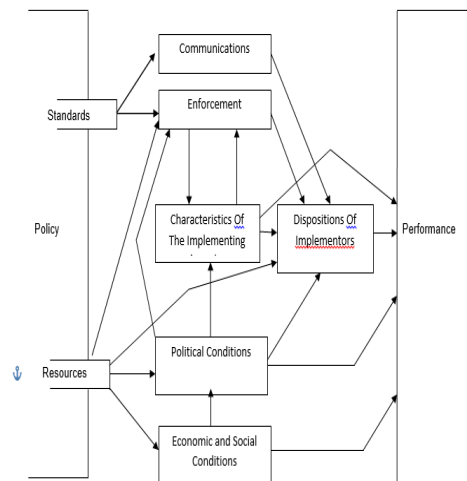 Communications
Enforcement
Standards
Characteristics Of
The Implementing
Dispositions Of
Implementors
Policy
Performance
Political Conditions
Resources
Economic and Social
Conditions